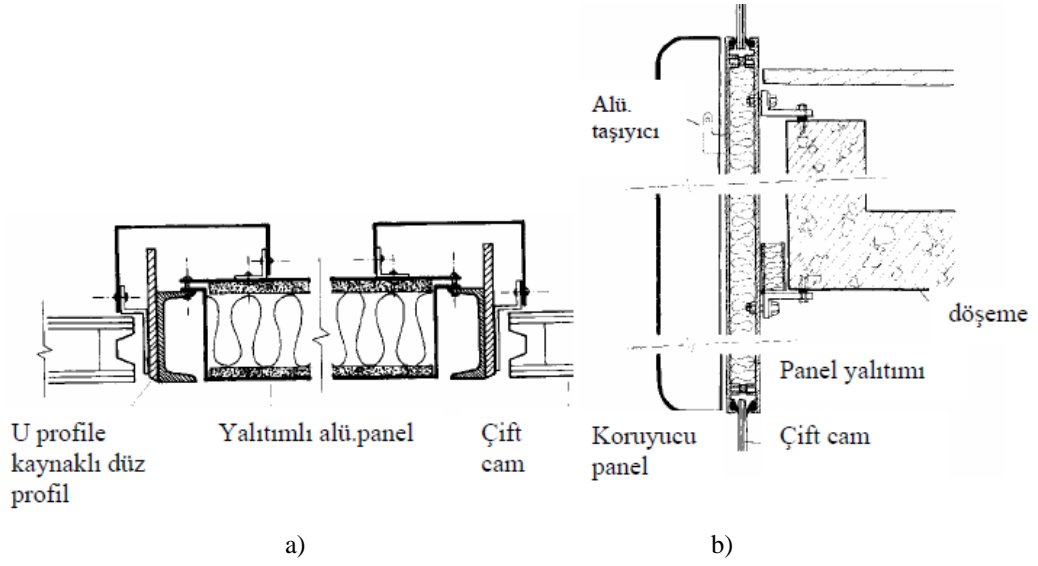 Alü.
taşıyıcı
döşeme
Panel yalıtımı
U profile
kaynaklı düz
profil
Yalıtımlı alü.panel
Çift
cam
Koruyucu
panel
Çift cam
a)
b)